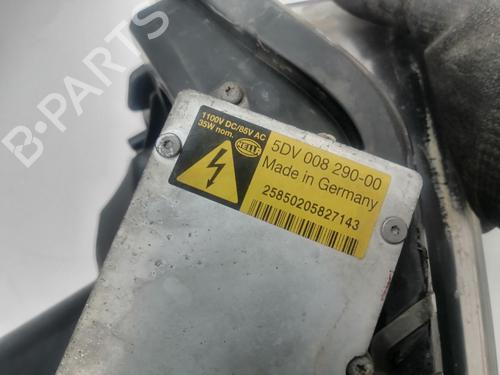 B-PARTS
1100V DC/85V AC
35W nom.
HELLA
5DV 008 290-00
Made in Germany
25850205827143